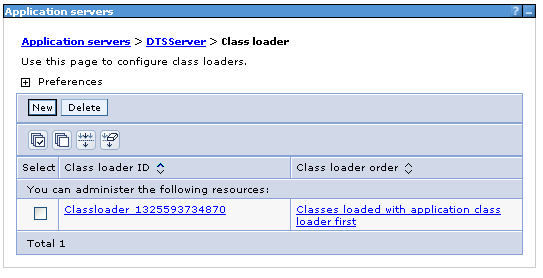 Application servers ? _
Application servers > DTSServer > Class loader
Use this page to configure class loaders.
+ Preferences
New Delete
Select Class loader ID Class loader order
You can administer the following resources:
Classloader_1325593734870 Classes loaded with application class
loader first
Total 1